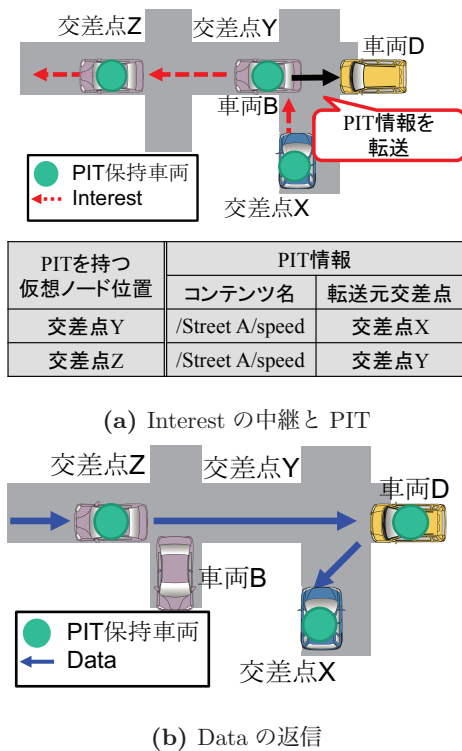 交差点Z
交差点Y
車両D
車両B
PIT情報を
転送
PIT保持車両
Interest
交差点X
PITを持つ
仮想ノード位置
PIT情報
コンテンツ名
転送元交差点
交差点Y
/Street A/speed
交差点X
交差点Z
/Street A/speed
交差点Y
(a) Interest の中継と PIT
交差点Z
交差点Y
車両D
車両B
PIT保持車両
Data
交差点X
(b) Data の返信